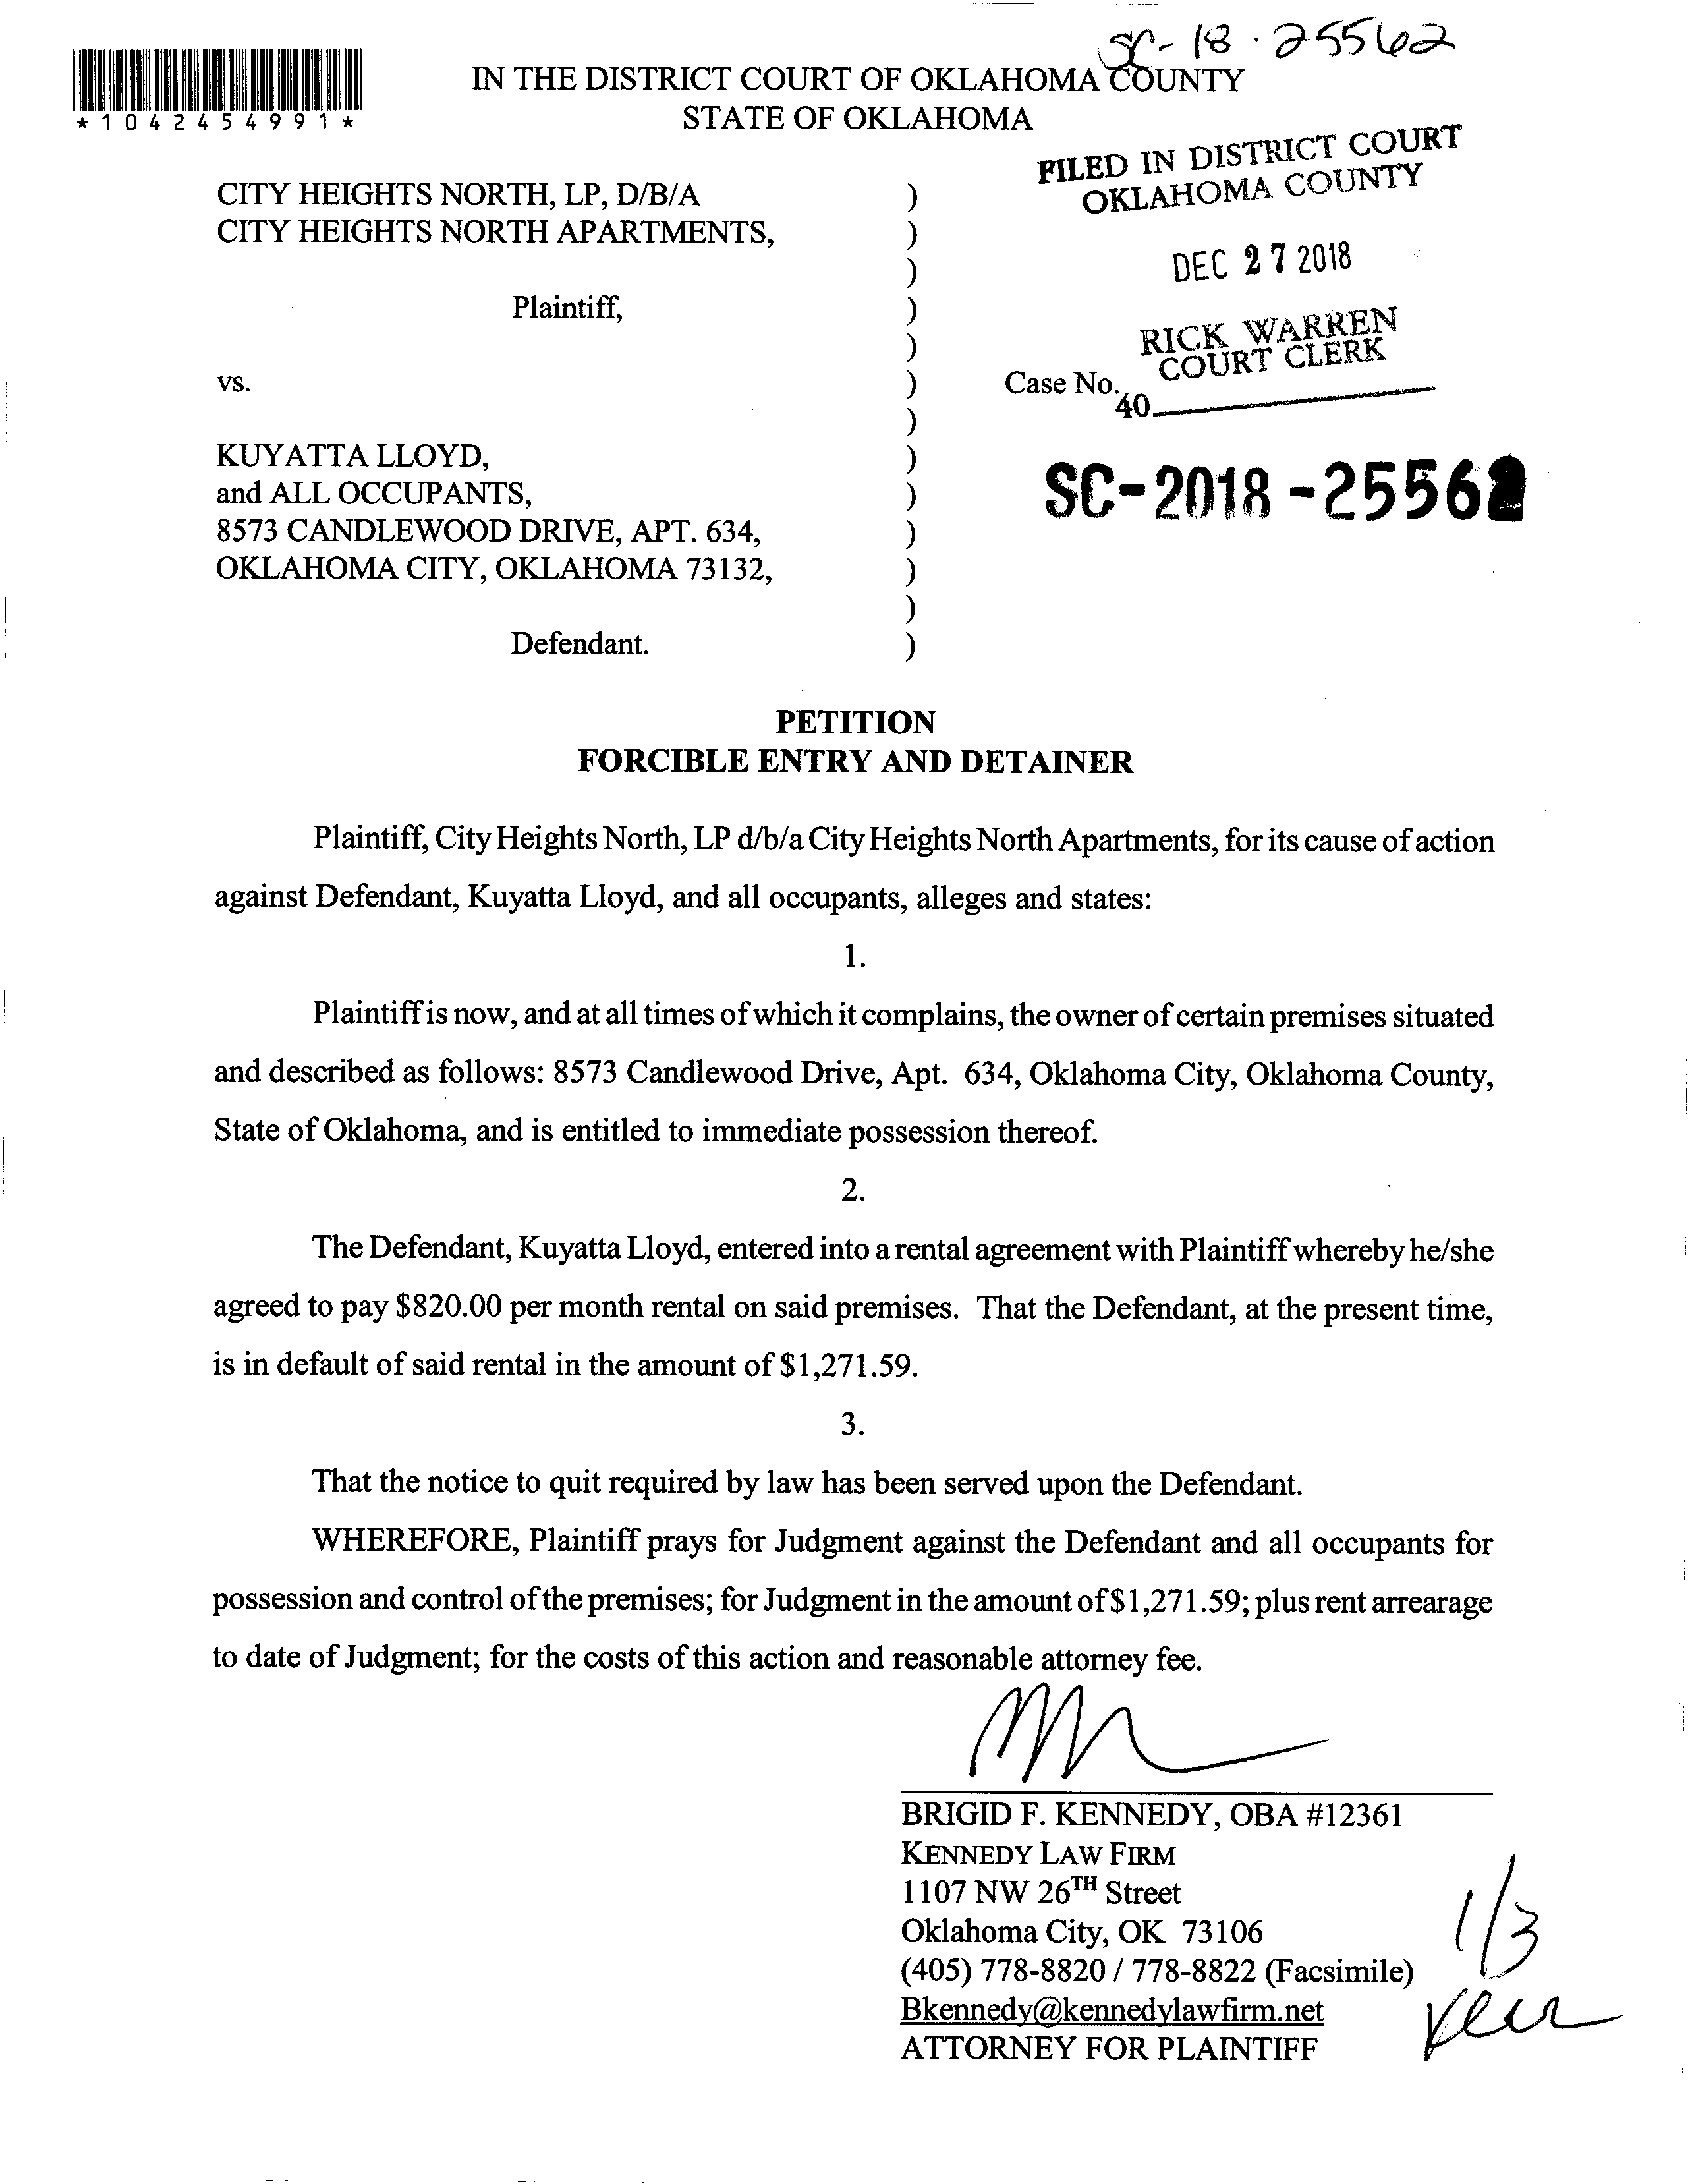 SC-18·25562
*1042454991*
IN THE DISTRICT COURT OF OKLAHOMA COUNTY
STATE OF OKLAHOMA
FILED IN DISTRICT COURT
OKLAHOMA COUNTY
DEC 27 2018
RICK WARREN
COURT CLERK
40
CITY HEIGHTS NORTH, LP, D/B/A )
CITY HEIGHTS NORTH APARTMENTS, )
)
Plaintiff, )
)
vs. ) Case No.
)
KUYATTA LLOYD, )
and ALL OCCUPANTS, ) SC-2018-25562
8573 CANDLEWOOD DRIVE, APT. 634, )
OKLAHOMA CITY, OKLAHOMA 73132, )
)
Defendant. )
PETITION
FORCIBLE ENTRY AND DETAINER
Plaintiff, City Heights North, LP d/b/a City Heights North Apartments, for its cause of action
against Defendant, Kuyatta Lloyd, and all occupants, alleges and states:
1.
Plaintiff is now, and at all times of which it complains, the owner of certain premises situated
and described as follows: 8573 Candlewood Drive, Apt. 634, Oklahoma City, Oklahoma County,
State of Oklahoma, and is entitled to immediate possession thereof.
2.
The Defendant, Kuyatta Lloyd, entered into a rental agreement with Plaintiff whereby he/she
agreed to pay $820.00 per month rental on said premises. That the Defendant, at the present time,
is in default of said rental in the amount of $1,271.59.
3.
That the notice to quit required by law has been served upon the Defendant.
WHEREFORE, Plaintiff prays for Judgment against the Defendant and all occupants for
possession and control of the premises; for Judgment in the amount of $1,271.59; plus rent arrearage
to date of Judgment; for the costs of this action and reasonable attorney fee.
BRIGID F. KENNEDY, OBA #12361
KENNEDY LAW FIRM
1107 NW 26TH Street
Oklahoma City, OK 73106
(405) 778-8820 / 778-8822 (Facsimile)
Bkennedy@kennedylawfirm.net
ATTORNEY FOR PLAINTIFF
1/3